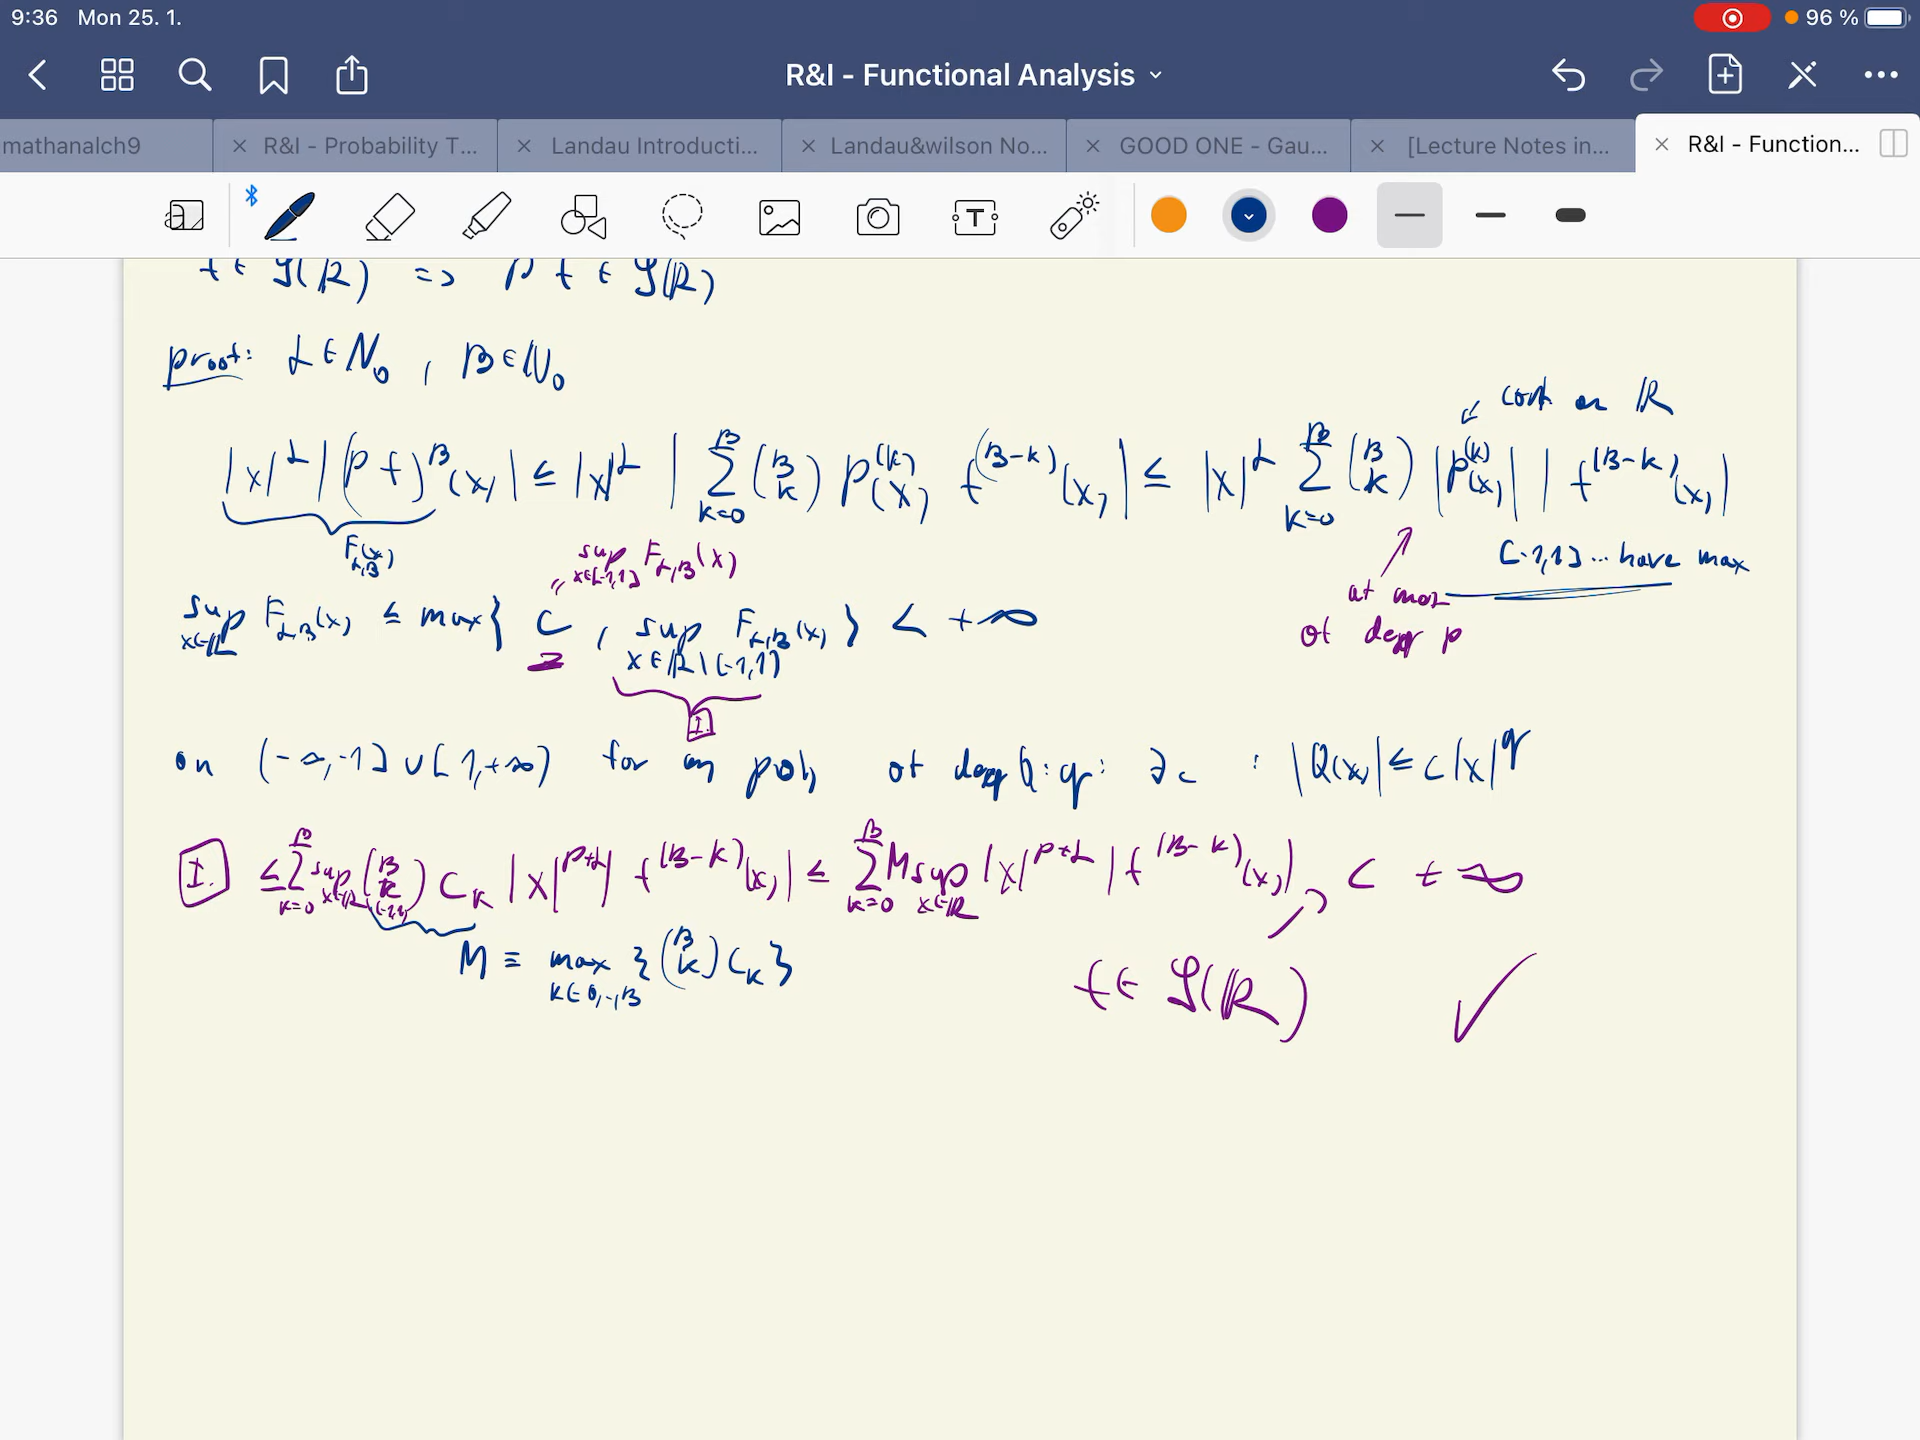 9:36 Mon 25. 1.
96 %
R&I - Functional Analysis
mathanalch9
R&I - Probability T...
Landau Introducti...
Landau&wilson No...
GOOD ONE - Gau...
[Lecture Notes in...
R&I - Function...
f ∈ 𝒮(ℝ) => p f ∈ 𝒮(ℝ)
proof: α ∈ ℕ₀ , β ∈ ℕ₀
cont on ℝ
|x|^α |(p f)^β (x)| ≤ |x|^α | Σ_{k=0}^β (β k) p^(k)(x) f^(β-k)(x) | ≤ |x|^α Σ_{k=0}^β (β k) |p^(k)(x)| | f^(β-k)(x)|
F_{α,β}(x)
sup_{x∈[-1,1]} F_{α,β}(x)
[-1,1] ... have max
at max
of degr p
sup_{x∈ℝ} F_{α,β}(x) ≤ max{ C , sup_{x∈ℝ\(-1,1)} F_{α,β}(x) } < +∞
I.
on (-∞,-1] ∪ [1,+∞) for any poly of degr Q: q: ∃c : |Q(x)| ≤ c|x|^q
I. ≤ Σ_{k=0}^β sup_{x∈ℝ\(-1,1)} (β k) C_k |x|^{p+α} | f^(β-k)(x)| ≤ Σ_{k=0}^β M sup_{x∈ℝ} |x|^{p+α} | f^(β-k)(x)| < +∞
M ≡ max_{k∈0,..,β} { (β k) C_k }
f ∈ 𝒮(ℝ) ✓